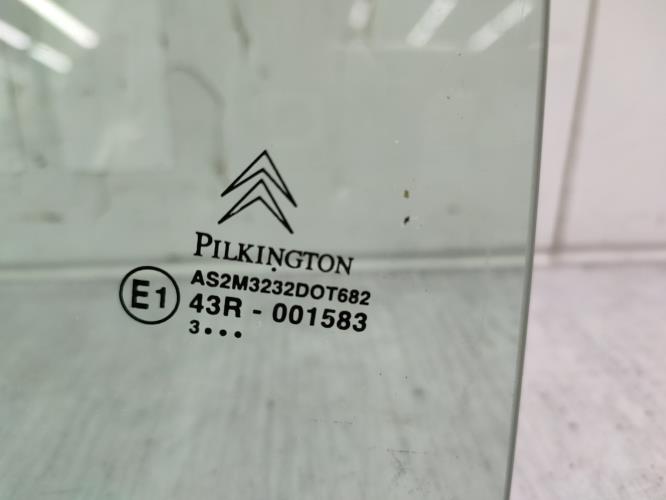 PILKINGTON
AS2M3232DOT682
E1
43R - 001583
3•••